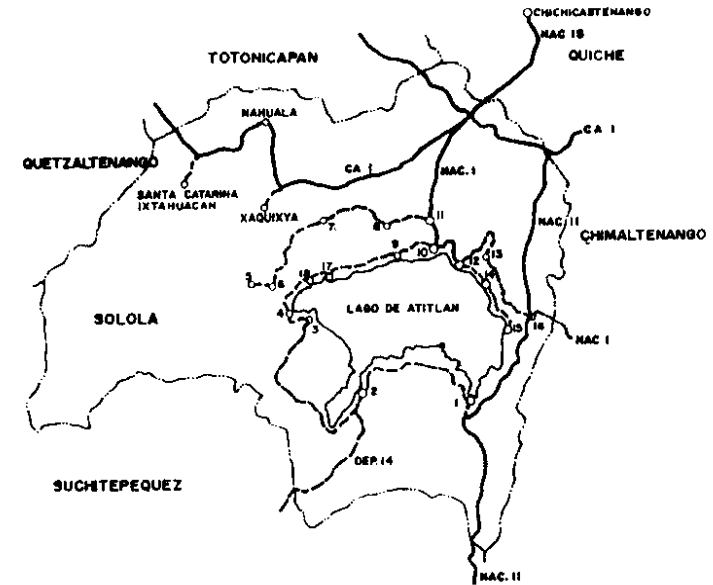 CHICHICASTENANGO
NAC 15
TOTONICAPAN
QUICHE
NAHUALA
CA 1
QUETZALTENANGO
CA 1
NAC. 1
SANTA CATARINA
IXTAHUACAN
XAQUIXYA
NAC 11
CHIMALTENANGO
7
8
11
9
10
12
13
5
6
18
17
14
LAGO DE ATITLAN
SOLOLA
4
3
15
16
NAC 1
2
1
DEP. 14
SUCHITEPEQUEZ
NAC. 11